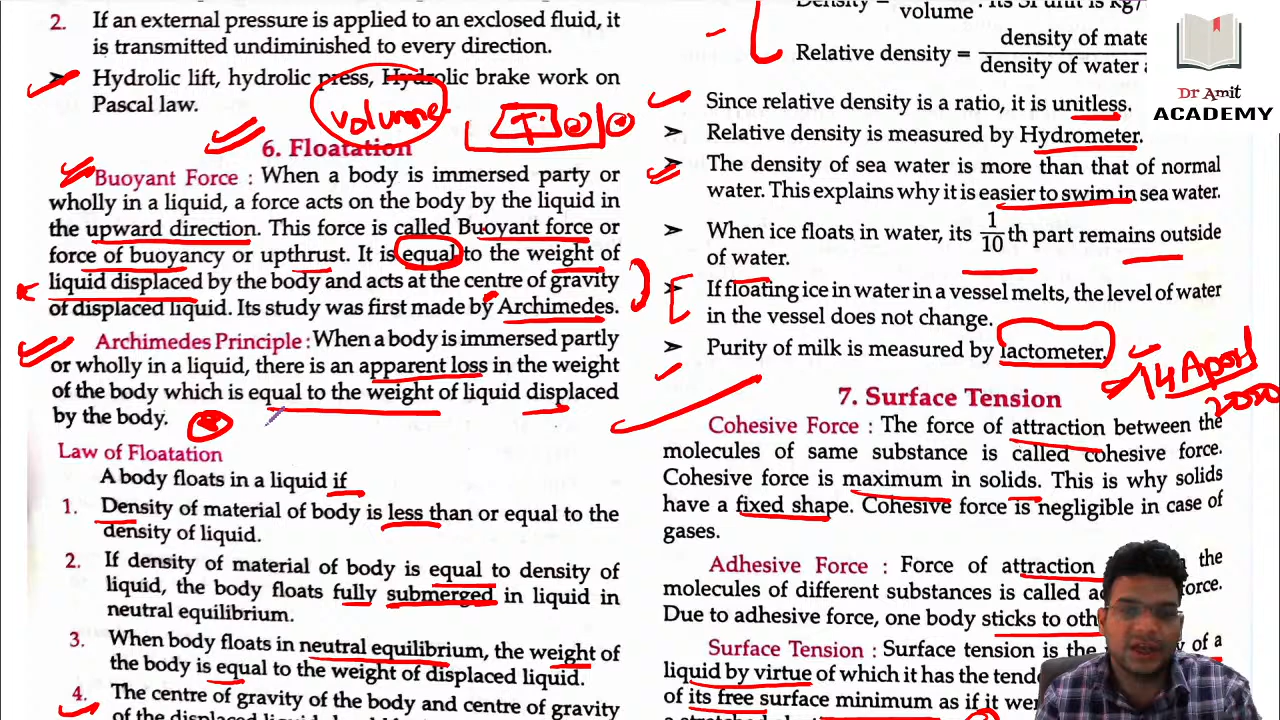 2. If an external pressure is applied to an exclosed fluid, it
is transmitted undiminished to every direction.
➤ Hydrolic lift, hydrolic press, Hydrolic brake work on
Pascal law.
volume
6. Floatation
Buoyant Force : When a body is immersed party or
wholly in a liquid, a force acts on the body by the liquid in
the upward direction. This force is called Buoyant force or
force of buoyancy or upthrust. It is equal to the weight of
liquid displaced by the body and acts at the centre of gravity
of displaced liquid. Its study was first made by Archimedes.
Archimedes Principle : When a body is immersed partly
or wholly in a liquid, there is an apparent loss in the weight
of the body which is equal to the weight of liquid displaced
by the body.
Law of Floatation
A body floats in a liquid if
1. Density of material of body is less than or equal to the
density of liquid.
2. If density of material of body is equal to density of
liquid, the body floats fully submerged in liquid in
neutral equilibrium.
3. When body floats in neutral equilibrium, the weight of
the body is equal to the weight of displaced liquid.
4. The centre of gravity of the body and centre of gravity
of the displaced liquid
volume
Relative density = density of mate
density of water
Since relative density is a ratio, it is unitless.
➤ Relative density is measured by Hydrometer.
The density of sea water is more than that of normal
water. This explains why it is easier to swim in sea water.
➤ When ice floats in water, its 1/10 th part remains outside
of water.
➤ If floating ice in water in a vessel melts, the level of water
in the vessel does not change.
➤ Purity of milk is measured by lactometer.
14 April
2020
7. Surface Tension
Cohesive Force : The force of attraction between the
molecules of same substance is called cohesive force.
Cohesive force is maximum in solids. This is why solids
have a fixed shape. Cohesive force is negligible in case of
gases.
Adhesive Force : Force of attraction the
molecules of different substances is called orce.
Due to adhesive force, one body sticks to
Surface Tension : Surface tension is the of a
liquid by virtue of which it has the
of its free surface minimum as if it
Dr Amit
ACADEMY